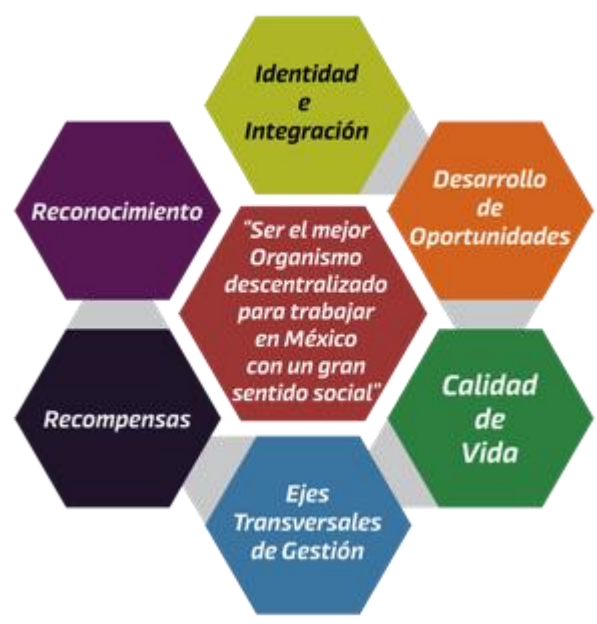 Identidad
e
Integración
Desarrollo
de
Oportunidades
Calidad
de
Vida
Ejes
Transversales
de Gestión
Recompensas
Reconocimiento
"Ser el mejor
Organismo
descentralizado
para trabajar
en México
con un gran
sentido social"